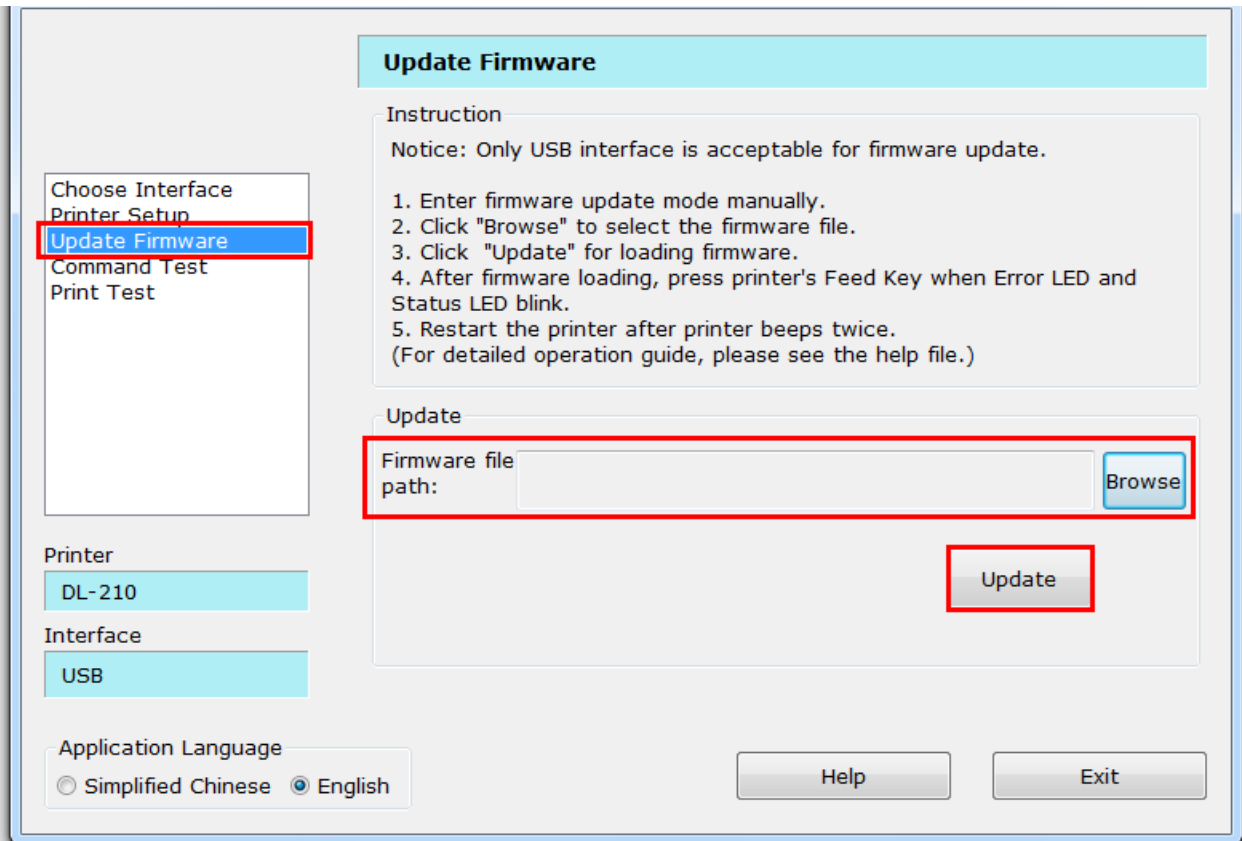 Update Firmware
Instruction
Notice: Only USB interface is acceptable for firmware update.
1. Enter firmware update mode manually.
2. Click "Browse" to select the firmware file.
3. Click  "Update" for loading firmware.
4. After firmware loading, press printer's Feed Key when Error LED and
Status LED blink.
5. Restart the printer after printer beeps twice.
(For detailed operation guide, please see the help file.)
Choose Interface
Printer Setup
Update Firmware
Command Test
Print Test
Update
Firmware file
path:
Browse
Update
Printer
DL-210
Interface
USB
Application Language
Simplified Chinese
English
Help
Exit